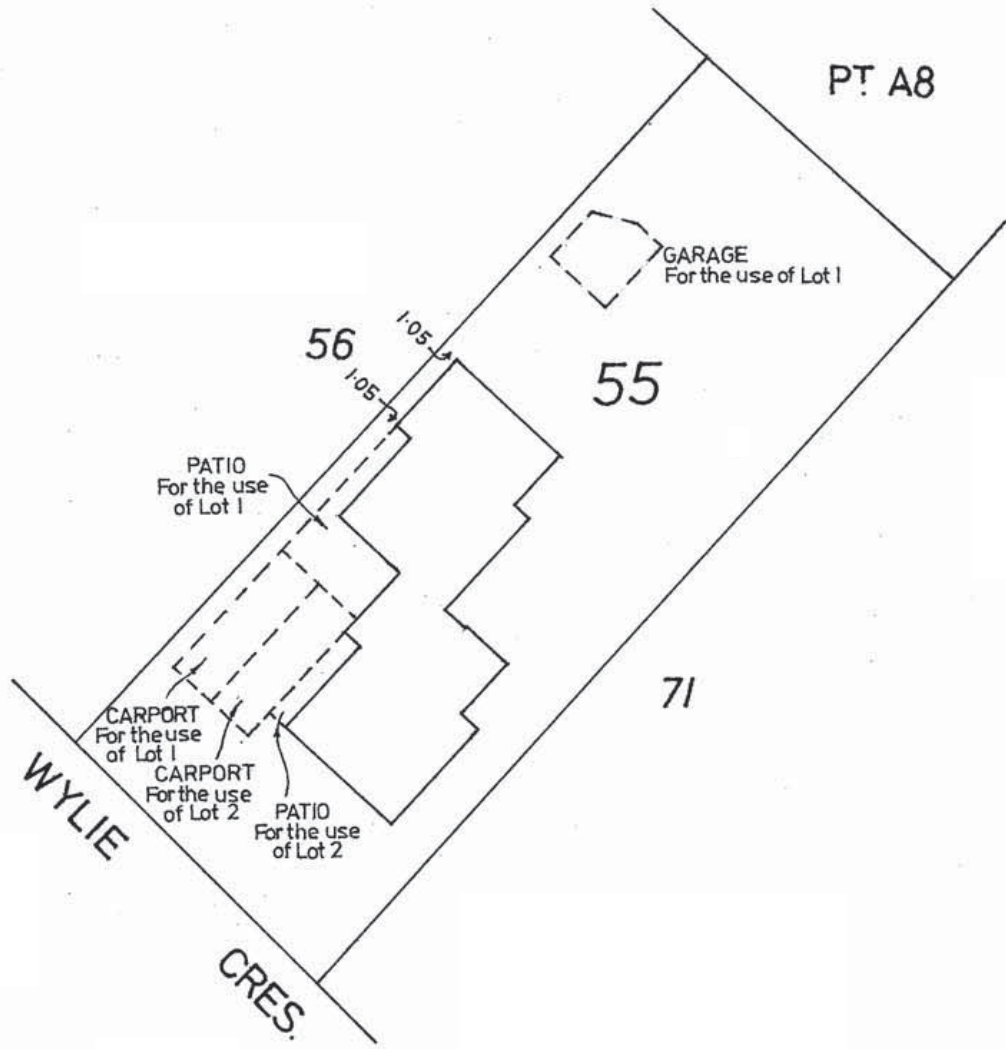 PT. A8
GARAGE
For the use of Lot 1
56
1·05
1·05
55
PATIO
For the use
of Lot 1
71
CARPORT
For the use
of Lot 1
CARPORT
For the use
of Lot 2
PATIO
For the use
of Lot 2
WYLIE
CRES.